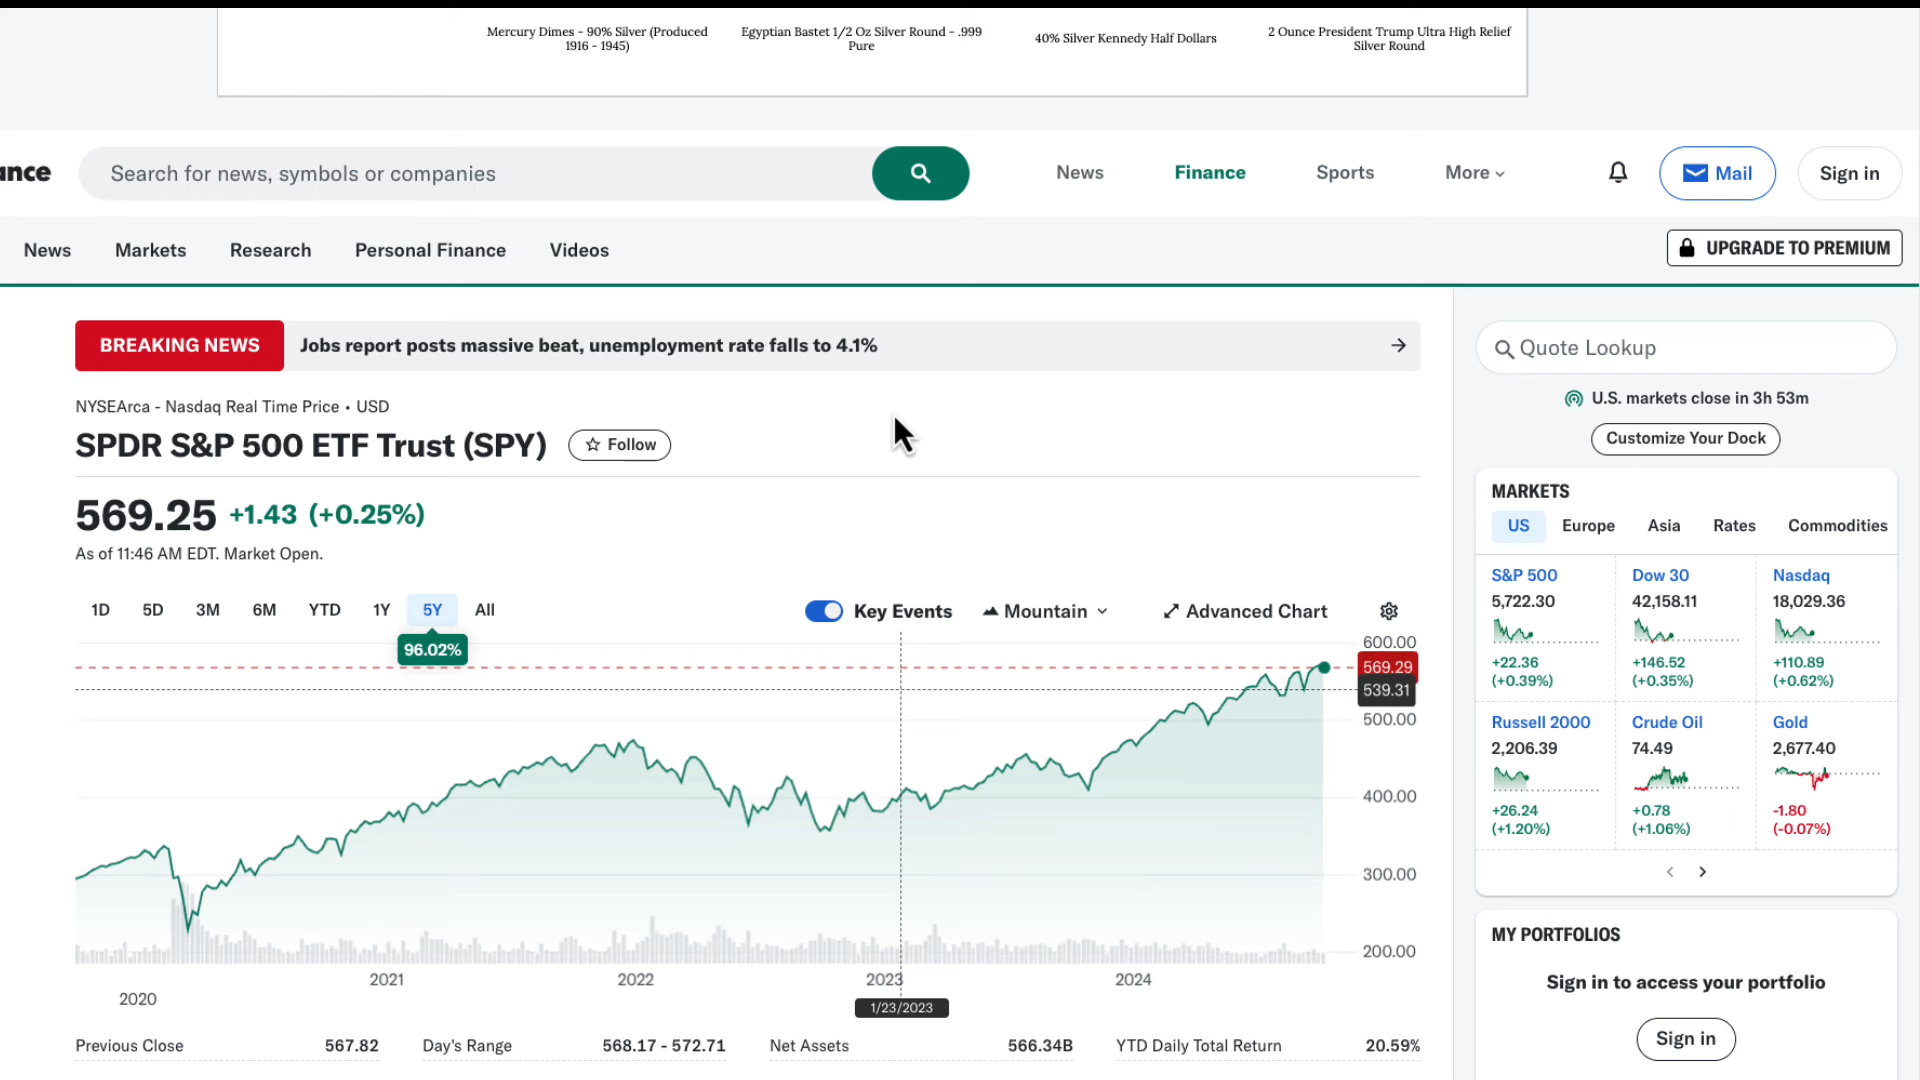 Mercury Dimes - 90% Silver (Produced
1916 - 1945)
Egyptian Bastet 1/2 Oz Silver Round - .999
Pure
40% Silver Kennedy Half Dollars
2 Ounce President Trump Ultra High Relief
Silver Round
ance
Search for news, symbols or companies
News
Finance
Sports
More
Mail
Sign in
News
Markets
Research
Personal Finance
Videos
UPGRADE TO PREMIUM
BREAKING NEWS
Jobs report posts massive beat, unemployment rate falls to 4.1%
NYSEArca - Nasdaq Real Time Price • USD
SPDR S&P 500 ETF Trust (SPY)
Follow
569.25 +1.43 (+0.25%)
As of 11:46 AM EDT. Market Open.
1D
5D
3M
6M
YTD
1Y
5Y
All
96.02%
Key Events
Mountain
Advanced Chart
600.00
569.29
539.31
500.00
400.00
300.00
200.00
2020
2021
2022
2023
2024
1/23/2023
Previous Close 567.82
Day's Range 568.17 - 572.71
Net Assets 566.34B
YTD Daily Total Return 20.59%
Quote Lookup
U.S. markets close in 3h 53m
Customize Your Dock
MARKETS
US
Europe
Asia
Rates
Commodities
S&P 500
5,722.30
+22.36
(+0.39%)
Dow 30
42,158.11
+146.52
(+0.35%)
Nasdaq
18,029.36
+110.89
(+0.62%)
Russell 2000
2,206.39
+26.24
(+1.20%)
Crude Oil
74.49
+0.78
(+1.06%)
Gold
2,677.40
-1.80
(-0.07%)
MY PORTFOLIOS
Sign in to access your portfolio
Sign in